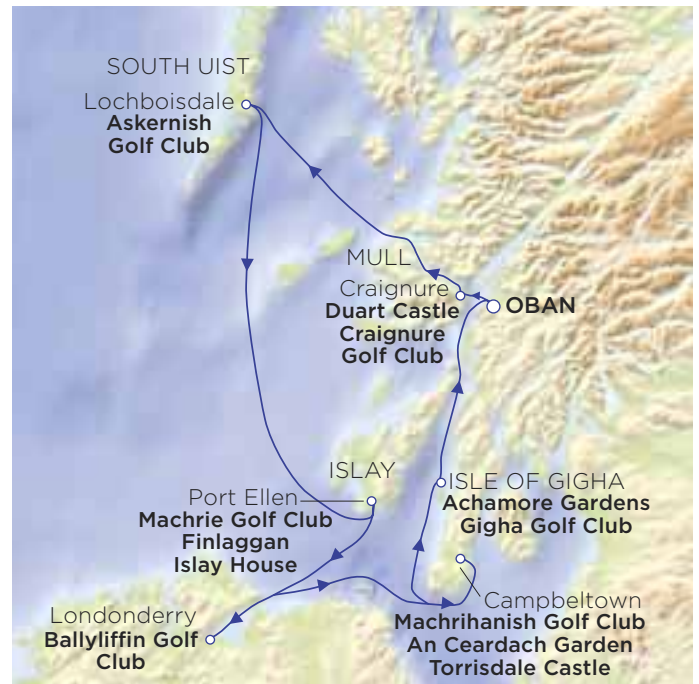 SOUTH UIST
Lochboisdale
Askernish
Golf Club
MULL
Craignure
Duart Castle
Craignure
Golf Club
OBAN
ISLAY
Port Ellen
Machrie Golf Club
Finlaggan
Islay House
ISLE OF GIGHA
Achamore Gardens
Gigha Golf Club
Londonderry
Ballyliffin Golf
Club
Campbeltown
Machrihanish Golf Club
An Ceardach Garden
Torrisdale Castle